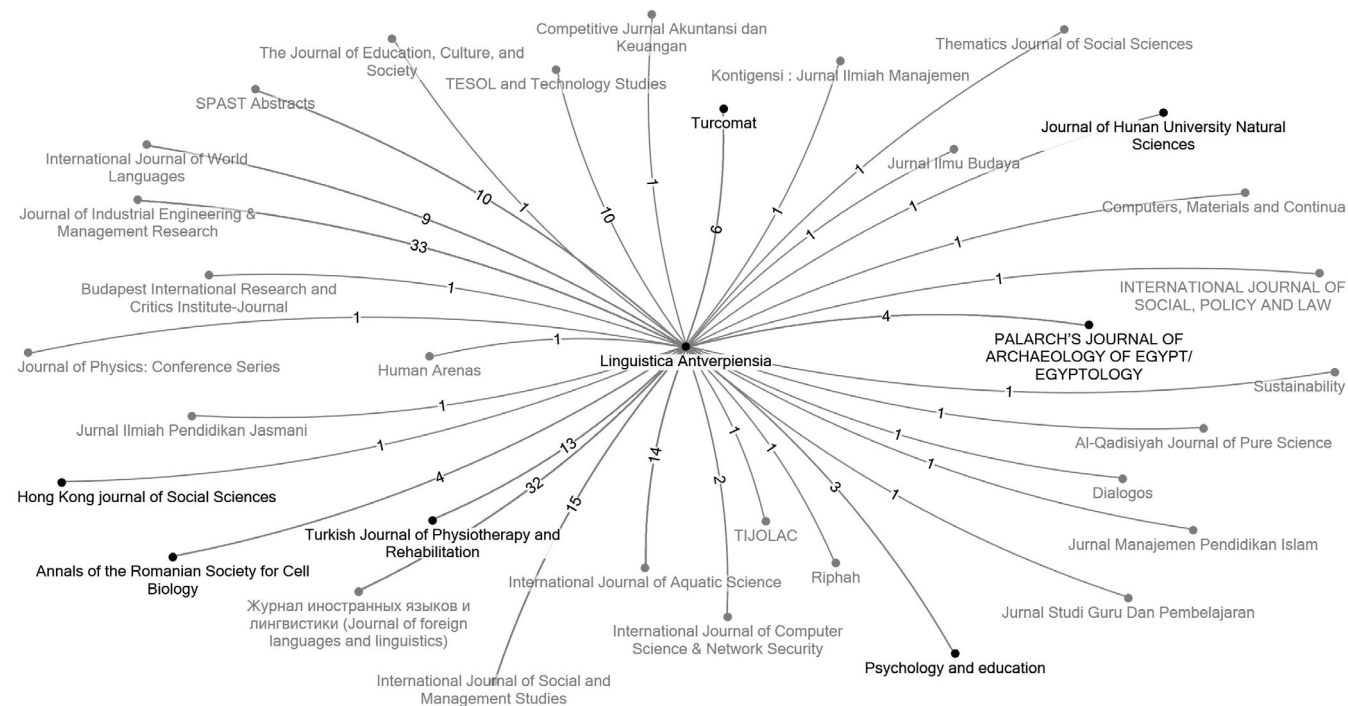 Competitive Jurnal Akuntansi dan
Keuangan
The Journal of Education, Culture, and
Society
TESOL and Technology Studies
Kontigensi : Jurnal Ilmiah Manajemen
Thematics Journal of Social Sciences
SPAST Abstracts
Turcomat
Journal of Hunan University Natural
Sciences
International Journal of World
Languages
Jurnal Ilmu Budaya
Journal of Industrial Engineering &
Management Research
Computers, Materials and Continua
10
1
10
1
9
1
1
1
1
9
33
1
1
Budapest International Research and
Critics Institute-Journal
1
1
INTERNATIONAL JOURNAL OF
SOCIAL, POLICY AND LAW
1
4
Journal of Physics: Conference Series
Human Arenas
1
Linguistica Antverpiensia
PALARCH'S JOURNAL OF
ARCHAEOLOGY OF EGYPT/
EGYPTOLOGY
Sustainability
1
Jurnal Ilmiah Pendidikan Jasmani
1
1
Al-Qadisiyah Journal of Pure Science
1
1
1
Hong Kong journal of Social Sciences
4
13
32
15
14
2
1
1
3
1
Dialogos
Turkish Journal of Physiotherapy and
Rehabilitation
TIJOLAC
Jurnal Manajemen Pendidikan Islam
Annals of the Romanian Society for Cell
Biology
International Journal of Aquatic Science
Riphah
Журнал иностранных языков и
лингвистики (Journal of foreign
languages and linguistics)
Jurnal Studi Guru Dan Pembelajaran
International Journal of Computer
Science & Network Security
Psychology and education
International Journal of Social and
Management Studies